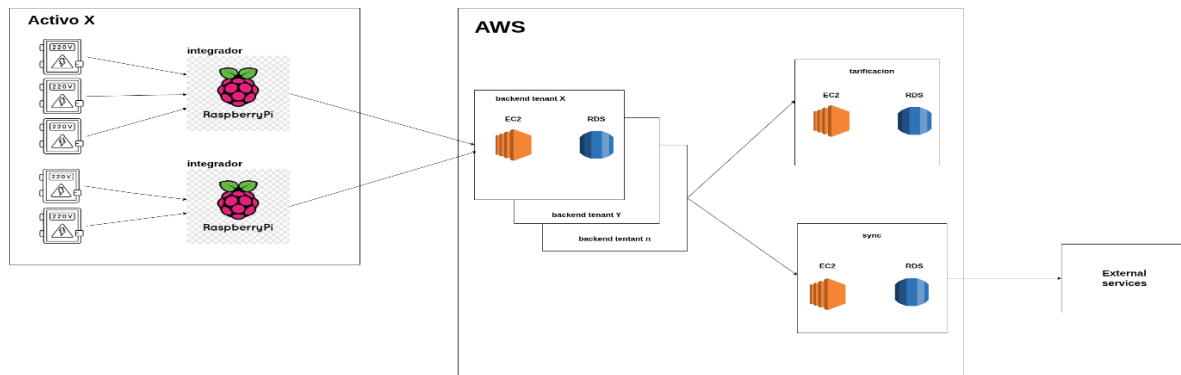 Activo X
220V
220V
220V
220V
220V
integrador
RaspberryPi
integrador
RaspberryPi
AWS
backend tenant X
EC2
RDS
backend tenant Y
backend tentant n
tarificacion
EC2
RDS
sync
EC2
RDS
External
services